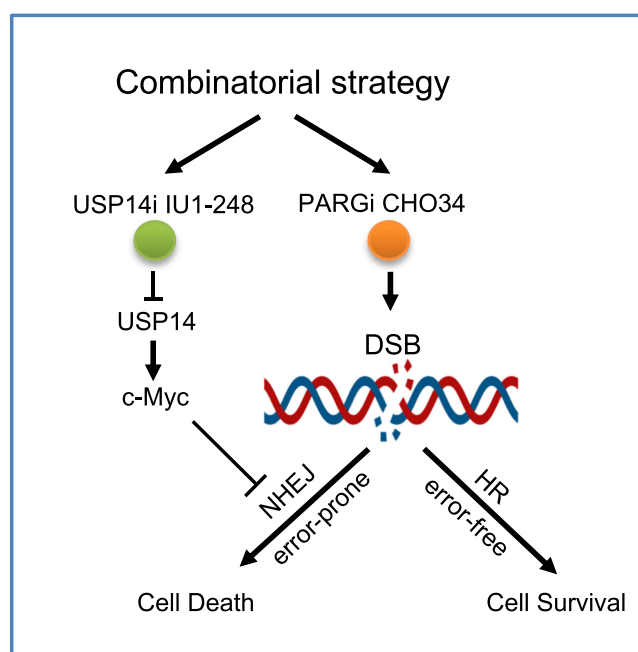 Combinatorial strategy
USP14i IU1-248
PARGi CHO34
USP14
DSB
c-Myc
NHEJ
error-prone
HR
error-free
Cell Death
Cell Survival